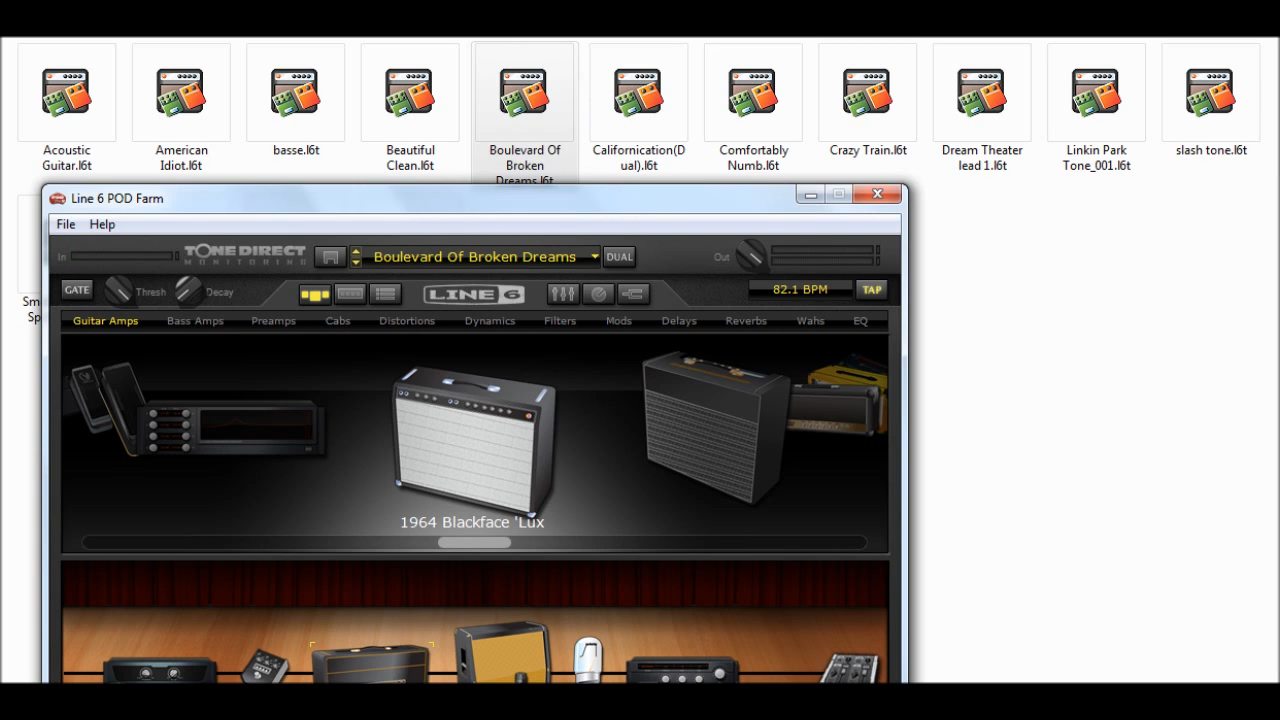 Acoustic
Guitar.l6t
American
Idiot.l6t
basse.l6t
Beautiful
Clean.l6t
Boulevard Of
Broken
Dreams.l6t
Californication(D
ual).l6t
Comfortably
Numb.l6t
Crazy Train.l6t
Dream Theater
lead 1.l6t
Linkin Park
Tone_001.l6t
slash tone.l6t
Sm
Sp
Line 6 POD Farm
File Help
In
TONE DIRECT
MONITORING
Boulevard Of Broken Dreams
DUAL
Out
GATE
Thresh
Decay
LINE 6
82.1 BPM
TAP
Guitar Amps Bass Amps Preamps Cabs Distortions Dynamics Filters Mods Delays Reverbs Wahs EQ
1964 Blackface 'Lux